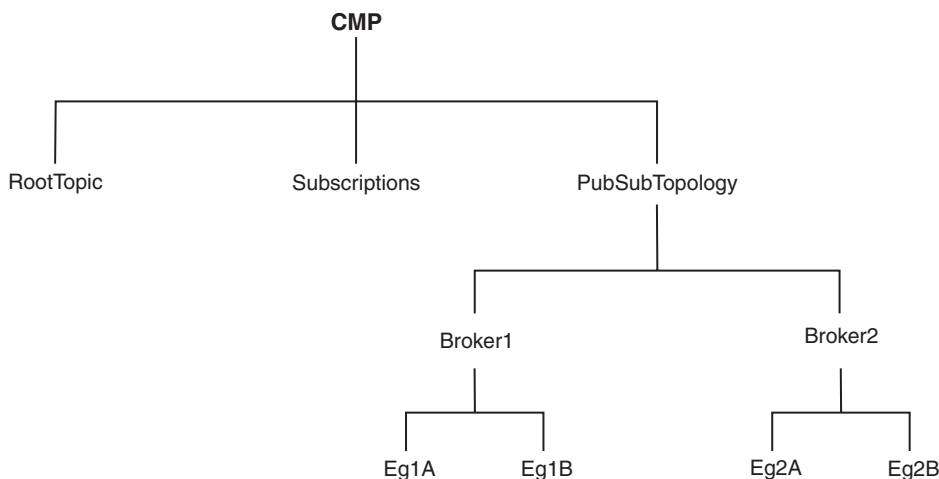 CMP
RootTopic
Subscriptions
PubSubTopology
Broker1
Broker2
Eg1A
Eg1B
Eg2A
Eg2B